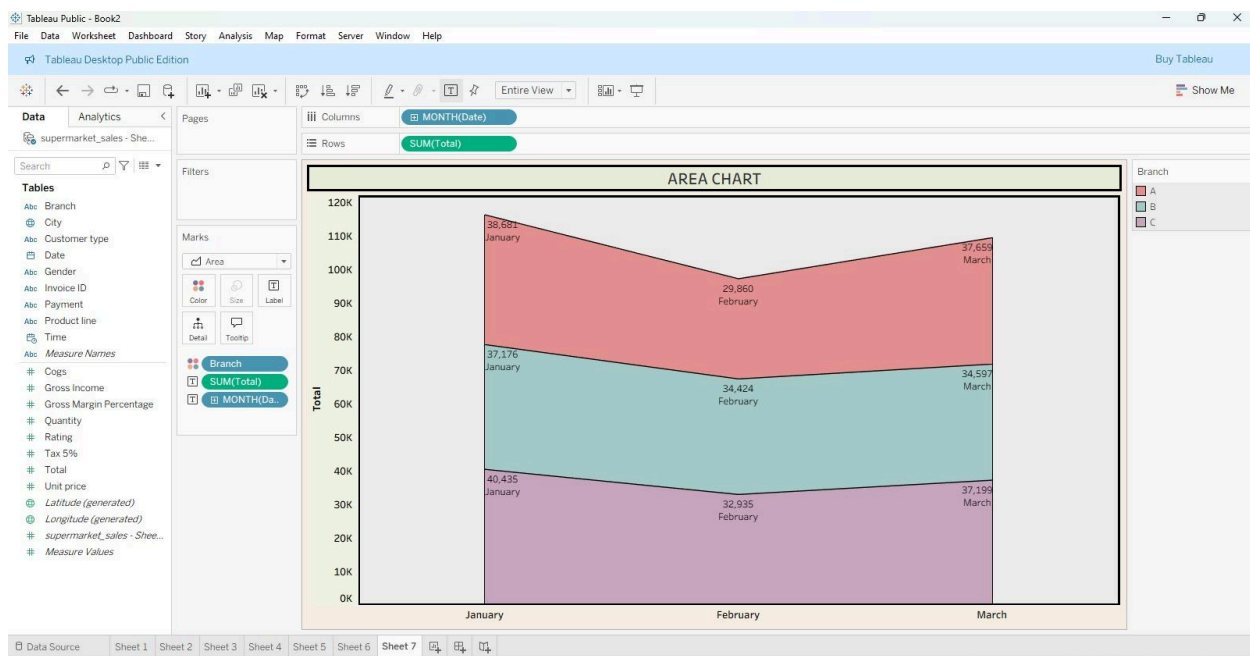 Tableau Public - Book2
File Data Worksheet Dashboard Story Analysis Map Format Server Window Help
Tableau Desktop Public Edition
Buy Tableau
Entire View
Show Me
Data Analytics
supermarket_sales - She...
Search
Tables
Abc Branch
City
Abc Customer type
Date
Abc Gender
Abc Invoice ID
Abc Payment
Abc Product line
Time
Abc Measure Names
# Cogs
# Gross Income
# Gross Margin Percentage
# Quantity
# Rating
# Tax 5%
# Total
# Unit price
Latitude (generated)
Longitude (generated)
# supermarket_sales - Shee...
# Measure Values
Pages
Filters
Marks
Area
Color Size Label
Detail Tooltip
Branch
SUM(Total)
MONTH(Da..
Columns MONTH(Date)
Rows SUM(Total)
AREA CHART
Total
120K
110K
100K
90K
80K
70K
60K
50K
40K
30K
20K
10K
0K
38,681
January
29,860
February
37,659
March
37,176
January
34,424
February
34,597
March
40,435
January
32,935
February
37,199
March
January February March
Branch
A
B
C
Data Source Sheet 1 Sheet 2 Sheet 3 Sheet 4 Sheet 5 Sheet 6 Sheet 7